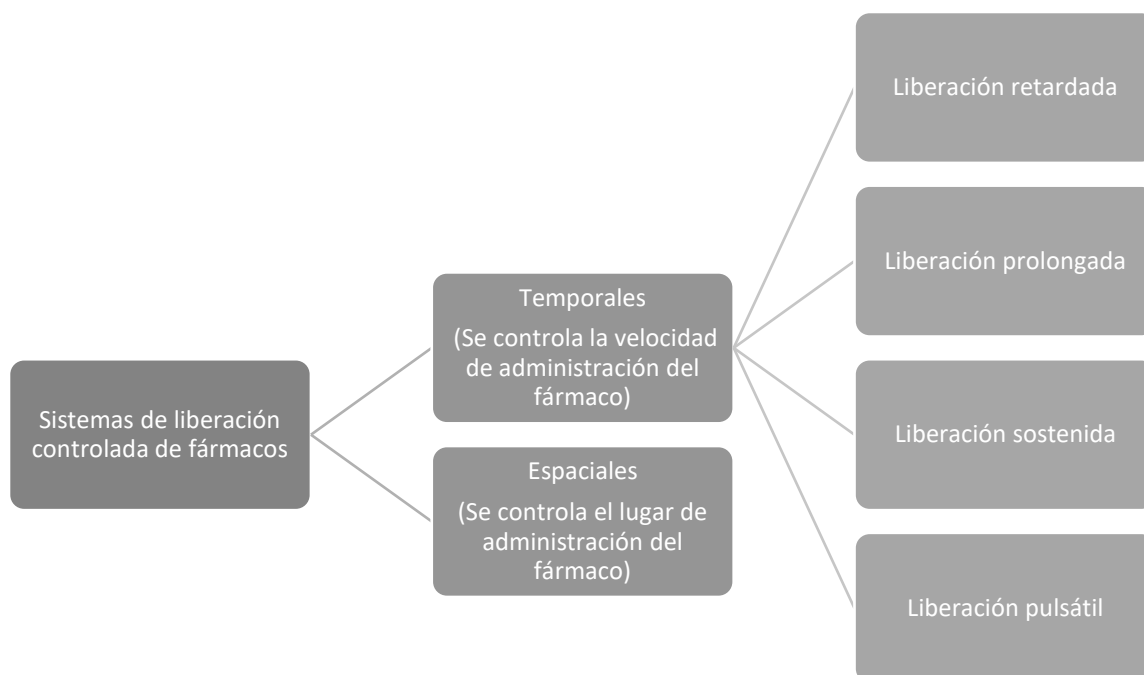 Sistemas de liberación
controlada de fármacos
Temporales
(Se controla la velocidad
de administración del
fármaco)
Espaciales
(Se controla el lugar de
administración del
fármaco)
Liberación retardada
Liberación prolongada
Liberación sostenida
Liberación pulsátil